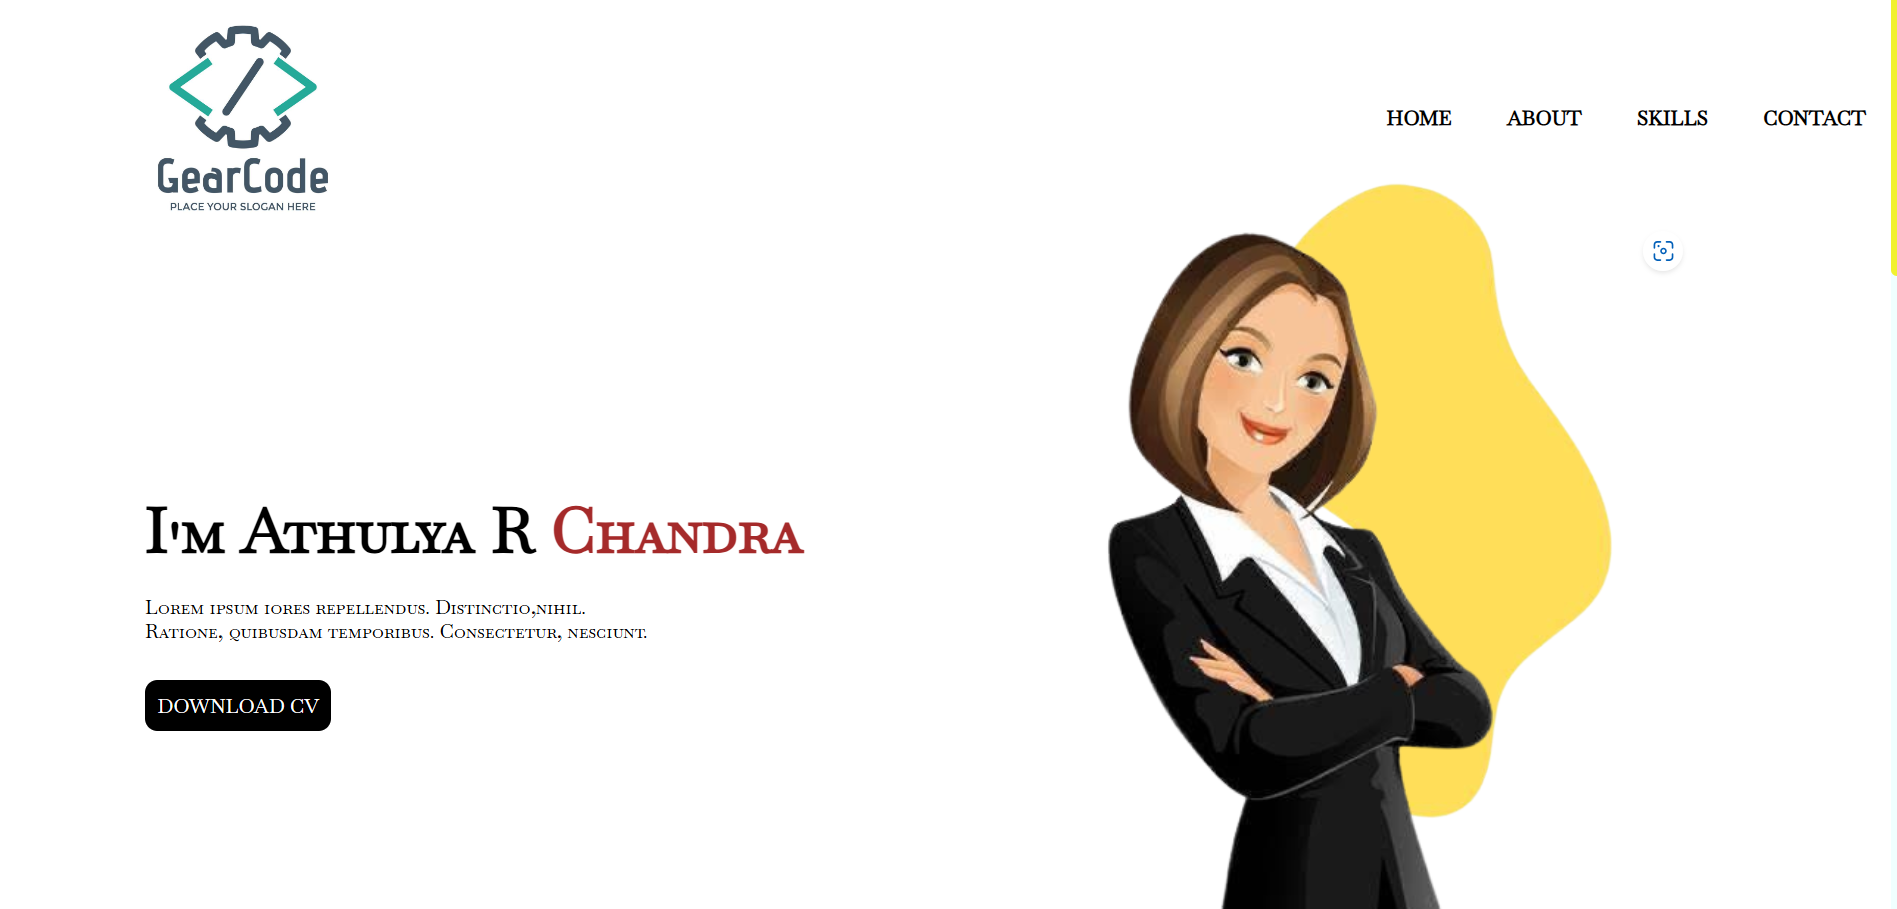 GearCode
PLACE YOUR SLOGAN HERE
HOME ABOUT SKILLS CONTACT
I'm Athulya R Chandra
Lorem ipsum iores repellendus. Distinctio,nihil.
Ratione, quibusdam temporibus. Consectetur, nesciunt.
DOWNLOAD CV